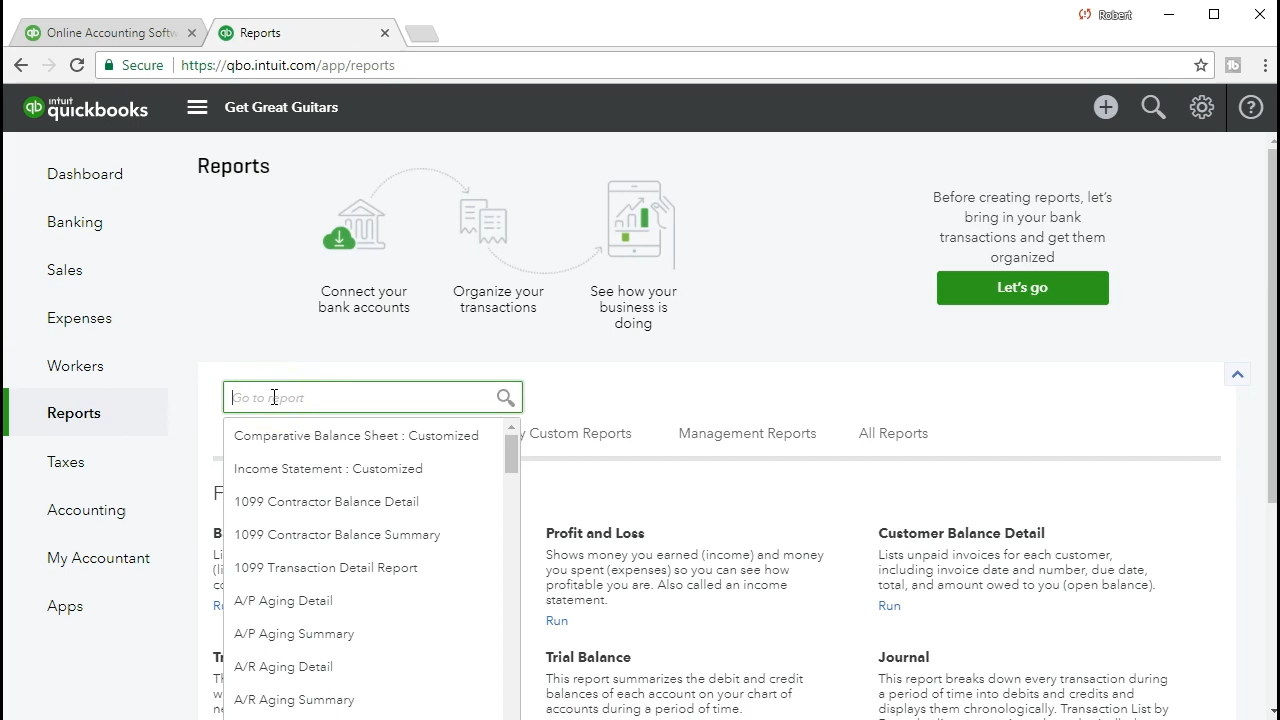 Robert
Online Accounting Softw
Reports
Secure
https://qbo.intuit.com/app/reports
qb intuit quickbooks
Get Great Guitars
Dashboard
Banking
Sales
Expenses
Workers
Reports
Taxes
Accounting
My Accountant
Apps
Reports
Connect your
bank accounts
Organize your
transactions
See how your
business is
doing
Before creating reports, let's
bring in your bank
transactions and get them
organized
Let's go
Go to report
Comparative Balance Sheet : Customized
Income Statement : Customized
1099 Contractor Balance Detail
1099 Contractor Balance Summary
1099 Transaction Detail Report
A/P Aging Detail
A/P Aging Summary
A/R Aging Detail
A/R Aging Summary
y Custom Reports
Management Reports
All Reports
Profit and Loss
Shows money you earned (income) and money
you spent (expenses) so you can see how
profitable you are. Also called an income
statement.
Run
Customer Balance Detail
Lists unpaid invoices for each customer,
including invoice date and number, due date,
total, and amount owed to you (open balance).
Run
Trial Balance
This report summarizes the debit and credit
balances of each account on your chart of
accounts during a period of time.
Journal
This report breaks down every transaction during
a period of time into debits and credits and
displays them chronologically. Transaction List by